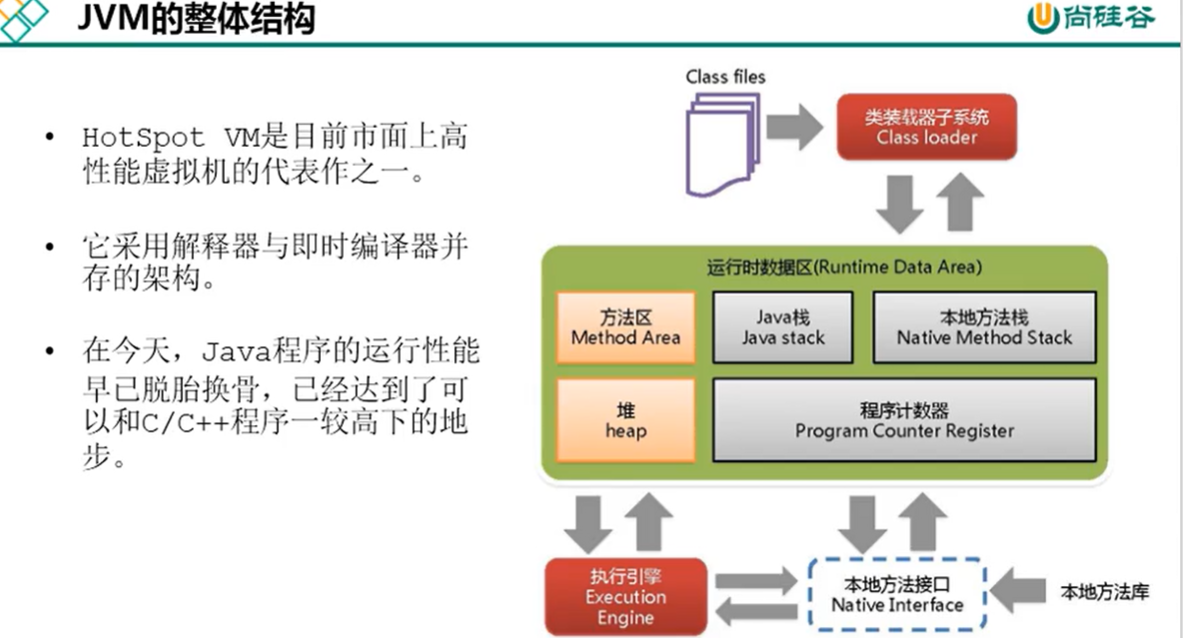 JVM的整体结构
尚硅谷
• HotSpot VM是目前市面上高
性能虚拟机的代表作之一。
• 它采用解释器与即时编译器并
存的架构。
• 在今天，Java程序的运行性能
早已脱胎换骨，已经达到了可
以和C/C++程序一较高下的地
步。
Class files
类装载器子系统
Class loader
运行时数据区(Runtime Data Area)
方法区
Method Area
Java栈
Java stack
本地方法栈
Native Method Stack
堆
heap
程序计数器
Program Counter Register
执行引擎
Execution
Engine
本地方法接口
Native Interface
本地方法库